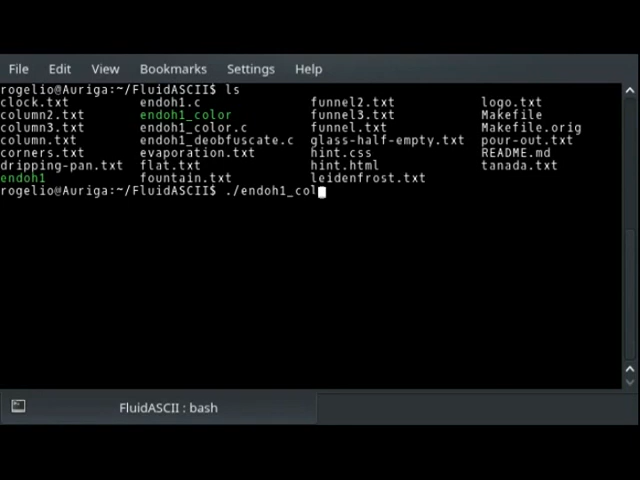 File Edit View Bookmarks Settings Help
rogelio@Auriga:~/FluidASCII$ ls
clock.txt endoh1.c funnel2.txt logo.txt
column2.txt endoh1_color funnel3.txt Makefile
column3.txt endoh1_color.c funnel.txt Makefile.orig
column.txt endoh1_deobfuscate.c glass-half-empty.txt pour-out.txt
corners.txt evaporation.txt hint.css README.md
dripping-pan.txt flat.txt hint.html tanada.txt
endoh1 fountain.txt leidenfrost.txt
rogelio@Auriga:~/FluidASCII$ ./endoh1_col
FluidASCII : bash